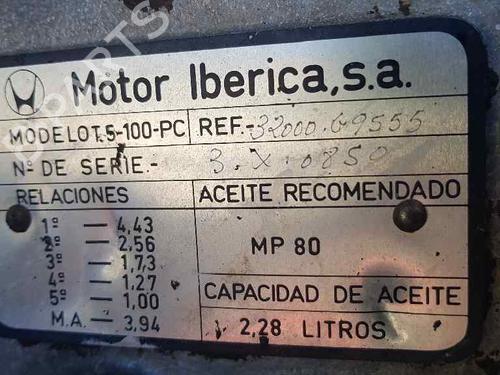 Motor Iberica,s.a.
MODELO T.5-100-PC REF.- 32000.G9555
Nº DE SERIE.- 3.X.0850
RELACIONES ACEITE RECOMENDADO
1º — 4,43
2º — 2,56
3º — 1,73
4º — 1,27
5º — 1,00
M.A. — 3,94
MP 80
CAPACIDAD DE ACEITE
2,28 LITROS
PARTS